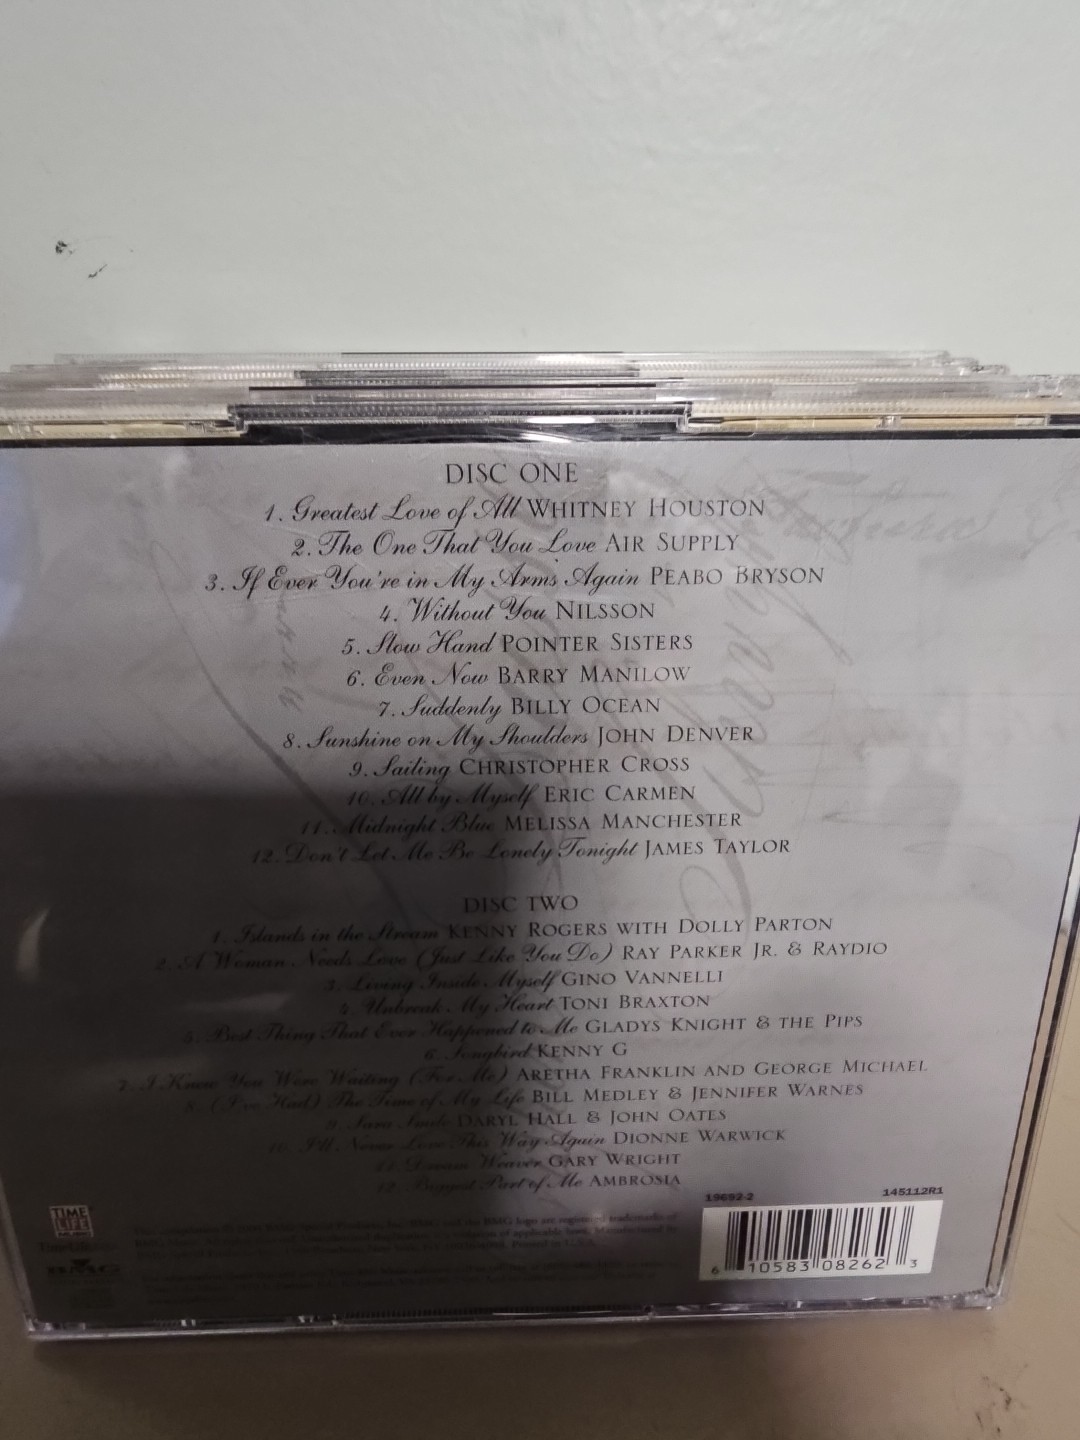 DISC ONE
1. Greatest Love of All WHITNEY HOUSTON
2. The One That You Love AIR SUPPLY
3. If Ever You're in My Arms Again PEABO BRYSON
4. Without You NILSSON
5. Slow Hand POINTER SISTERS
6. Even Now BARRY MANILOW
7. Suddenly BILLY OCEAN
8. Sunshine on My Shoulders JOHN DENVER
9. Sailing CHRISTOPHER CROSS
10. All by Myself ERIC CARMEN
11. Midnight Blue MELISSA MANCHESTER
12. Don't Let Me Be Lonely Tonight JAMES TAYLOR
DISC TWO
1. Islands in the Stream KENNY ROGERS WITH DOLLY PARTON
2. A Woman Needs Love (Just Like You Do) RAY PARKER JR. & RAYDIO
3. Living Inside Myself GINO VANNELLI
4. Unbreak My Heart TONI BRAXTON
5. Best Thing That Ever Happened to Me GLADYS KNIGHT & THE PIPS
6. Songbird KENNY G
7. I Knew You Were Waiting (For Me) ARETHA FRANKLIN AND GEORGE MICHAEL
8. (I've Had) The Time of My Life BILL MEDLEY & JENNIFER WARNES
9. Sara Smile DARYL HALL & JOHN OATES
10. I'll Never Love This Way Again DIONNE WARWICK
11. Dream Weaver GARY WRIGHT
12. Biggest Part of Me AMBROSIA
19692-2
145112R1
TIME
LIFE
MUSIC
BMG
6 10583 08262 3